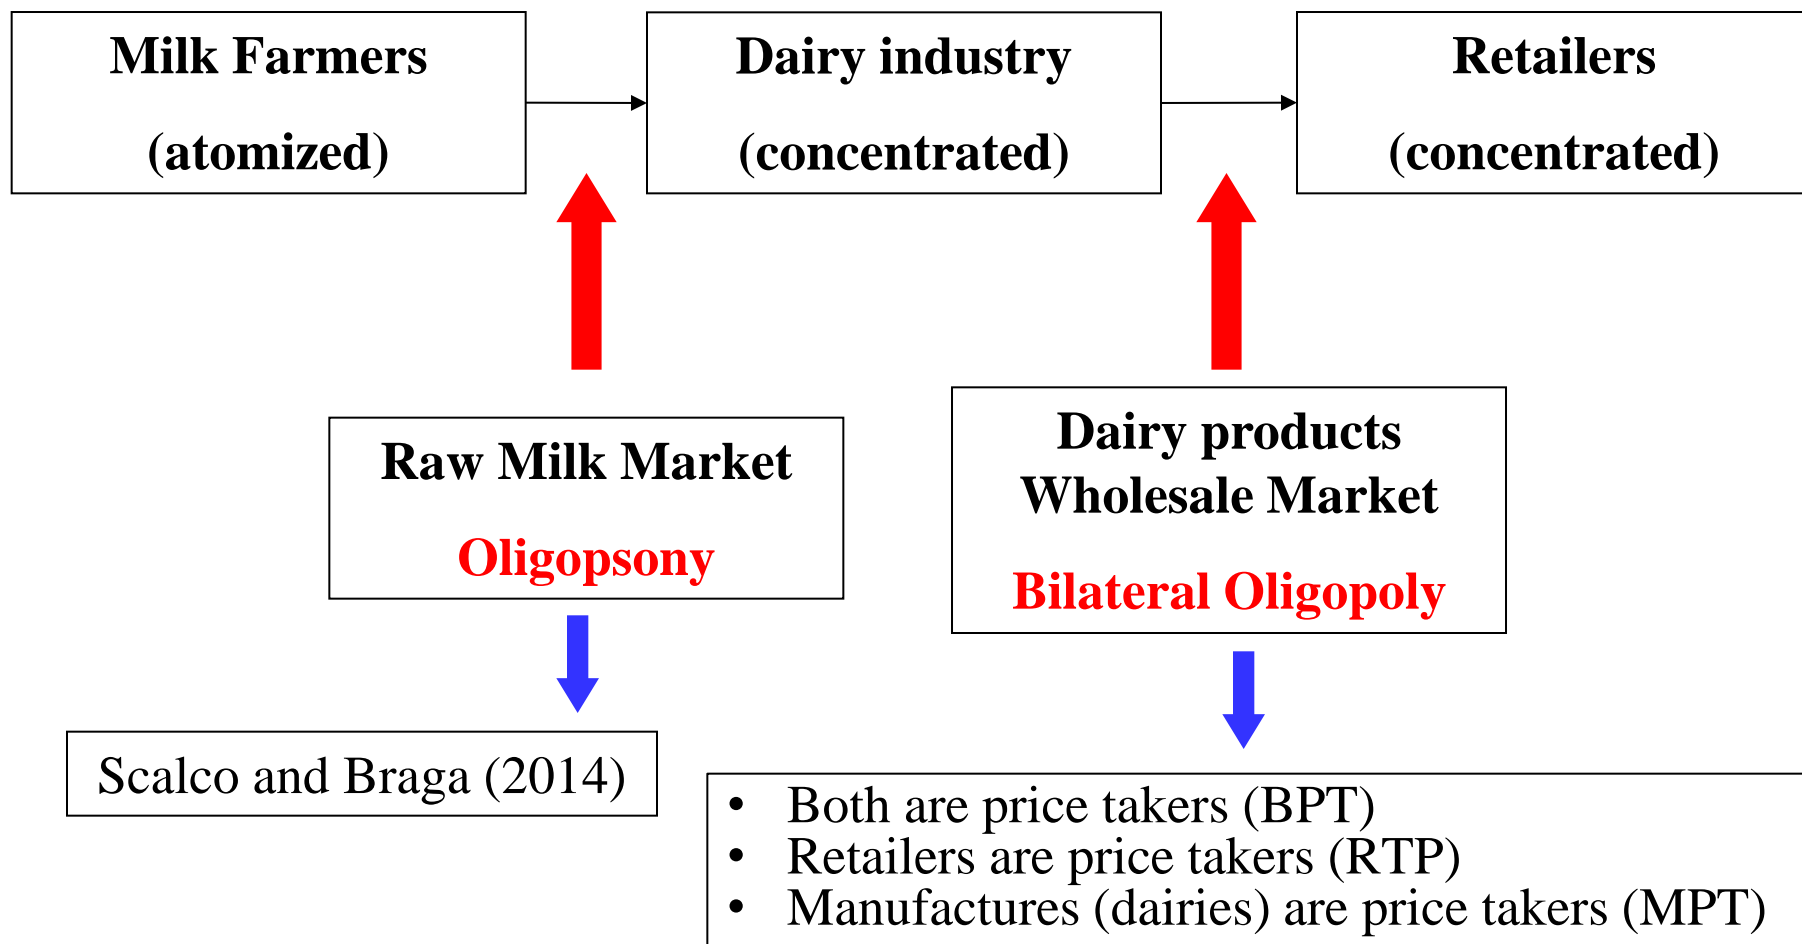 Milk Farmers
(atomized)
Dairy industry
(concentrated)
Retailers
(concentrated)
Raw Milk Market
Oligopsony
Dairy products
Wholesale Market
Bilateral Oligopoly
Scalco and Braga (2014)
• Both are price takers (BPT)
• Retailers are price takers (RTP)
• Manufactures (dairies) are price takers (MPT)